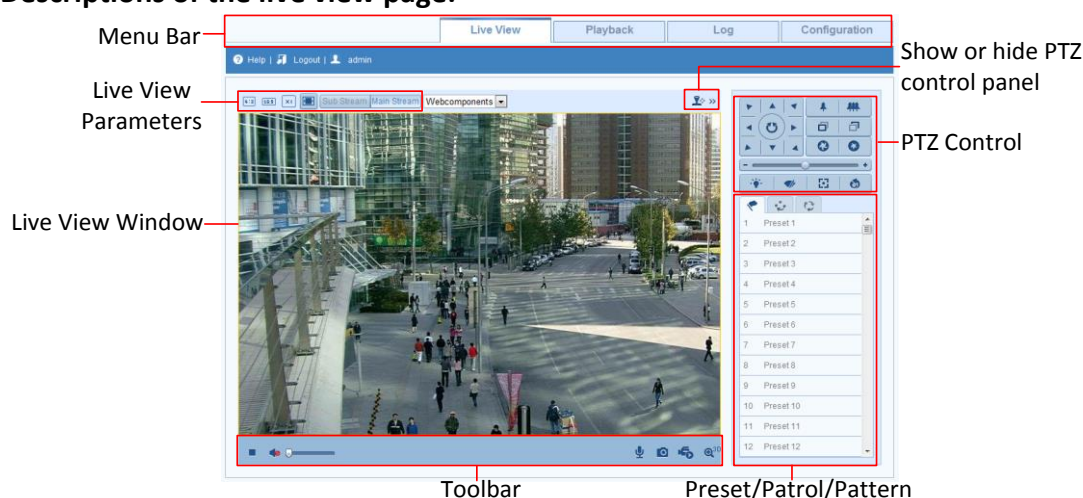 Descriptions of the live view page:
Menu Bar
Live View
Playback
Log
Configuration
Help | Logout | admin
Show or hide PTZ
control panel
Live View
Parameters
Sub Stream Main Stream Webcomponents
PTZ Control
Live View Window
1 Preset 1
2 Preset 2
3 Preset 3
4 Preset 4
5 Preset 5
6 Preset 6
7 Preset 7
8 Preset 8
9 Preset 9
10 Preset 10
11 Preset 11
12 Preset 12
3D
Toolbar
Preset/Patrol/Pattern